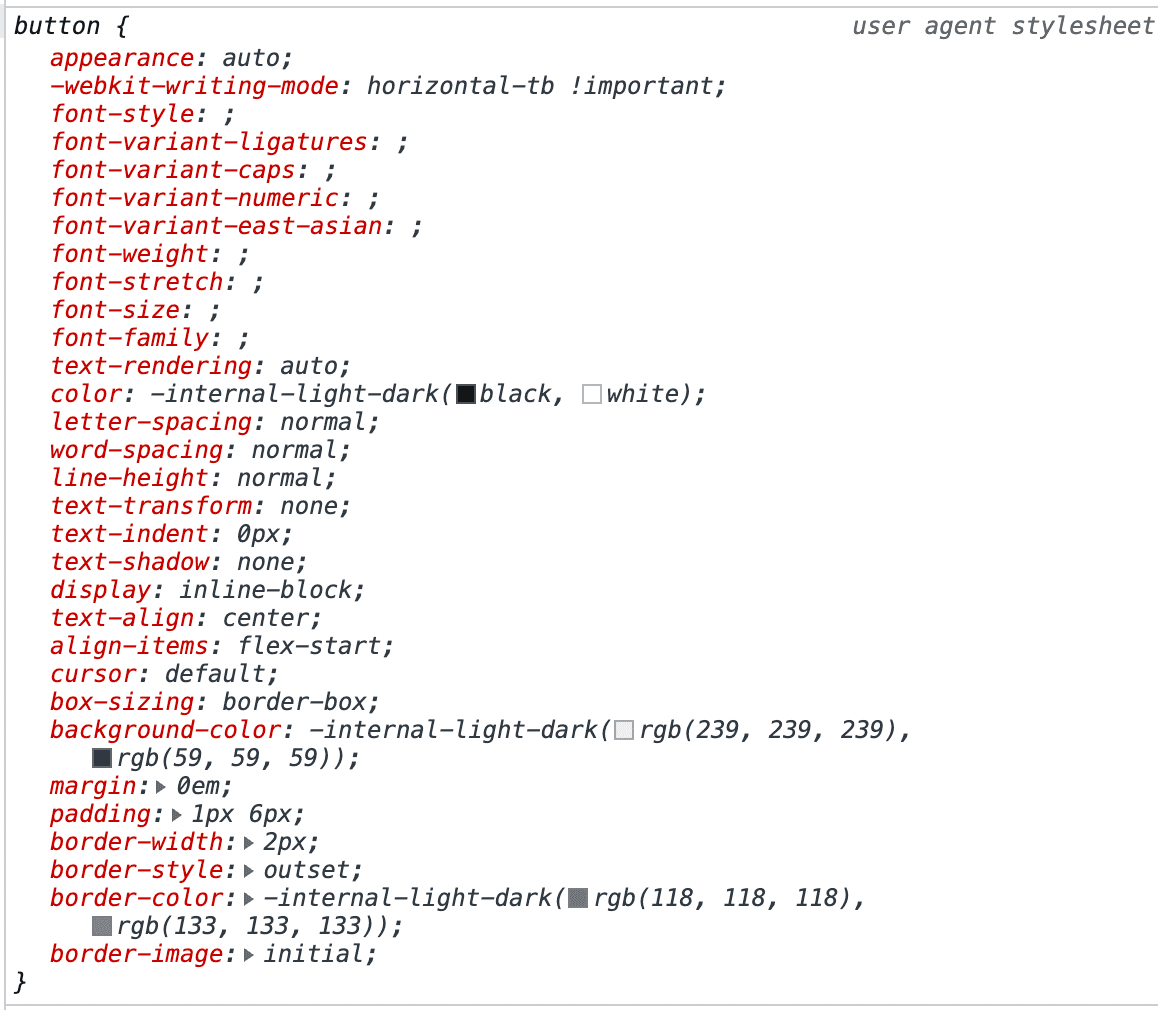 button { user agent stylesheet
appearance: auto;
-webkit-writing-mode: horizontal-tb !important;
font-style: ;
font-variant-ligatures: ;
font-variant-caps: ;
font-variant-numeric: ;
font-variant-east-asian: ;
font-weight: ;
font-stretch: ;
font-size: ;
font-family: ;
text-rendering: auto;
color: -internal-light-dark(black, white);
letter-spacing: normal;
word-spacing: normal;
line-height: normal;
text-transform: none;
text-indent: 0px;
text-shadow: none;
display: inline-block;
text-align: center;
align-items: flex-start;
cursor: default;
box-sizing: border-box;
background-color: -internal-light-dark(rgb(239, 239, 239),
rgb(59, 59, 59));
margin: 0em;
padding: 1px 6px;
border-width: 2px;
border-style: outset;
border-color: -internal-light-dark(rgb(118, 118, 118),
rgb(133, 133, 133));
border-image: initial;
}